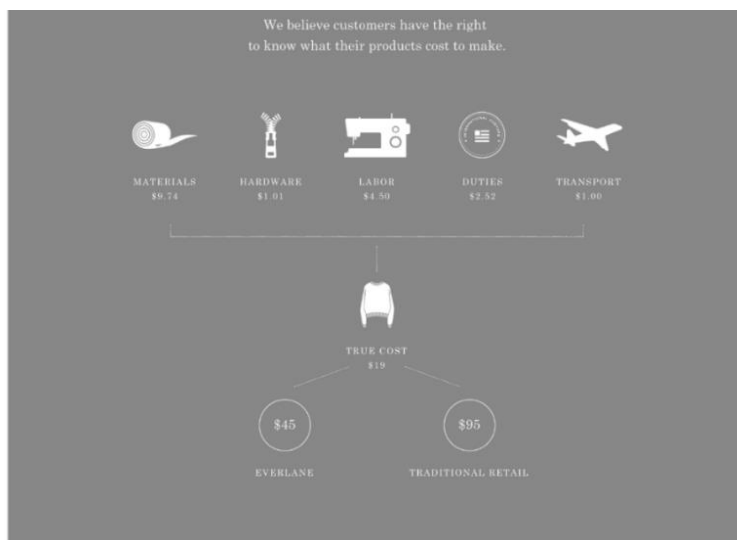 We believe customers have the right
to know what their products cost to make.
MATERIALS HARDWARE LABOR DUTIES TRANSPORT
$9.74 $1.01 $4.50 $2.52 $1.00
TRUE COST
$19
$45 $95
EVERLANE TRADITIONAL RETAIL